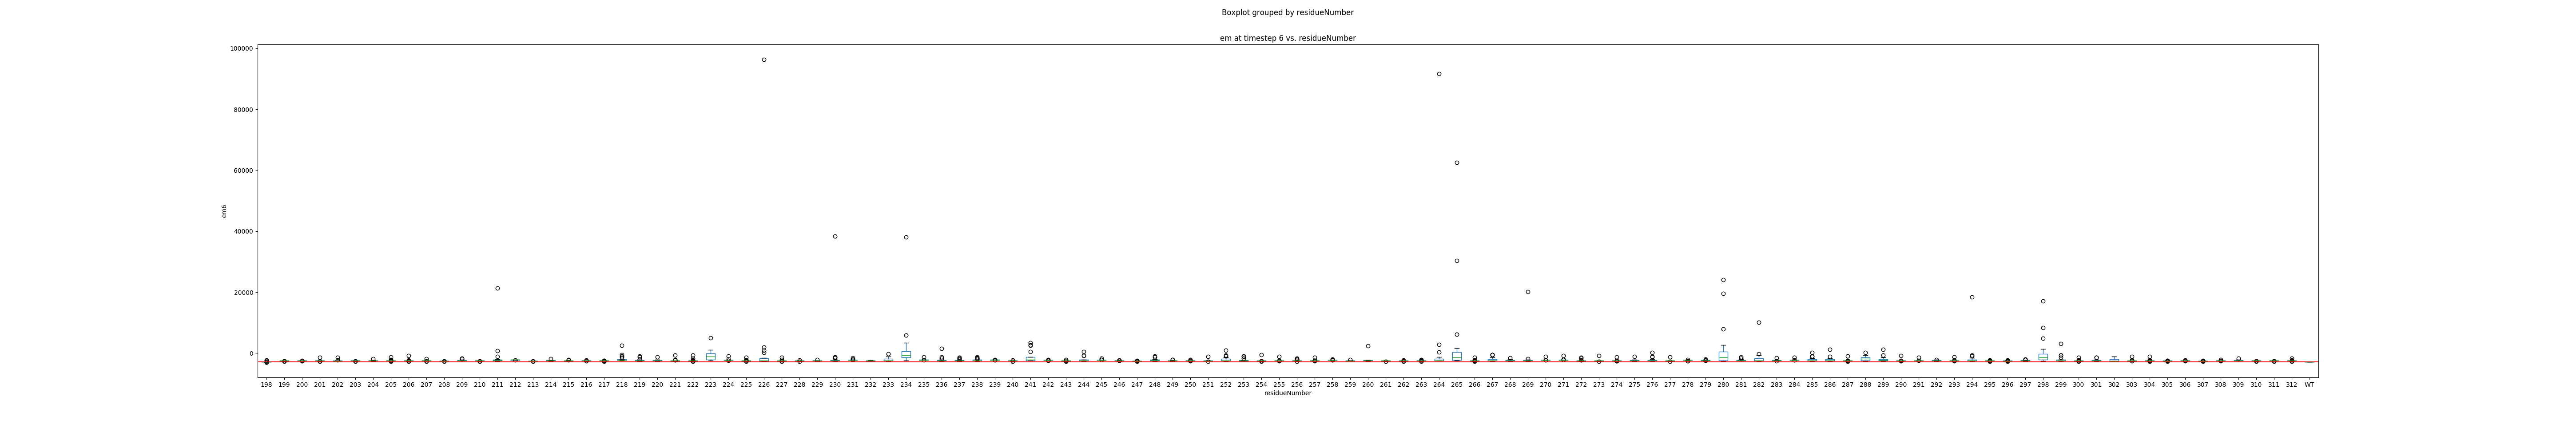 Boxplot grouped by residueNumber
em at timestep 6 vs. residueNumber
100000
80000
60000
40000
20000
0
em6
198 199 200 201 202 203 204 205 206 207 208 209 210 211 212 213 214 215 216 217 218 219 220 221 222 223 224 225 226 227 228 229 230 231 232 233 234 235 236 237 238 239 240 241 242 243 244 245 246 247 248 249 250 251 252 253 254 255 256 257 258 259 260 261 262 263 264 265 266 267 268 269 270 271 272 273 274 275 276 277 278 279 280 281 282 283 284 285 286 287 288 289 290 291 292 293 294 295 296 297 298 299 300 301 302 303 304 305 306 307 308 309 310 311 312 WT
residueNumber